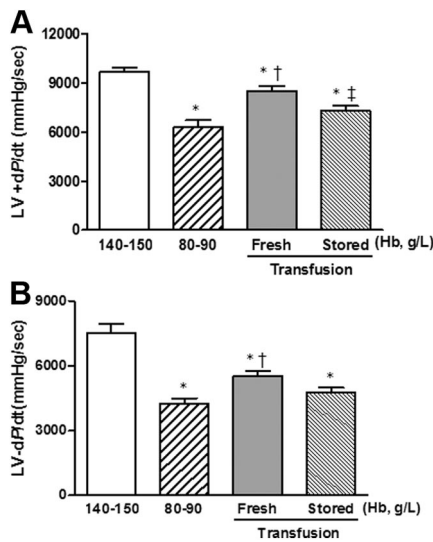 A
LV +dP/dt (mmHg/sec)
12000
9000
6000
3000
0
*
* †
* ‡
140-150 80-90 Fresh Stored (Hb, g/L)
Transfusion
B
LV-dP/dt(mmHg/sec)
9000
6000
3000
0
*
* †
*
140-150 80-90 Fresh Stored (Hb, g/L)
Transfusion